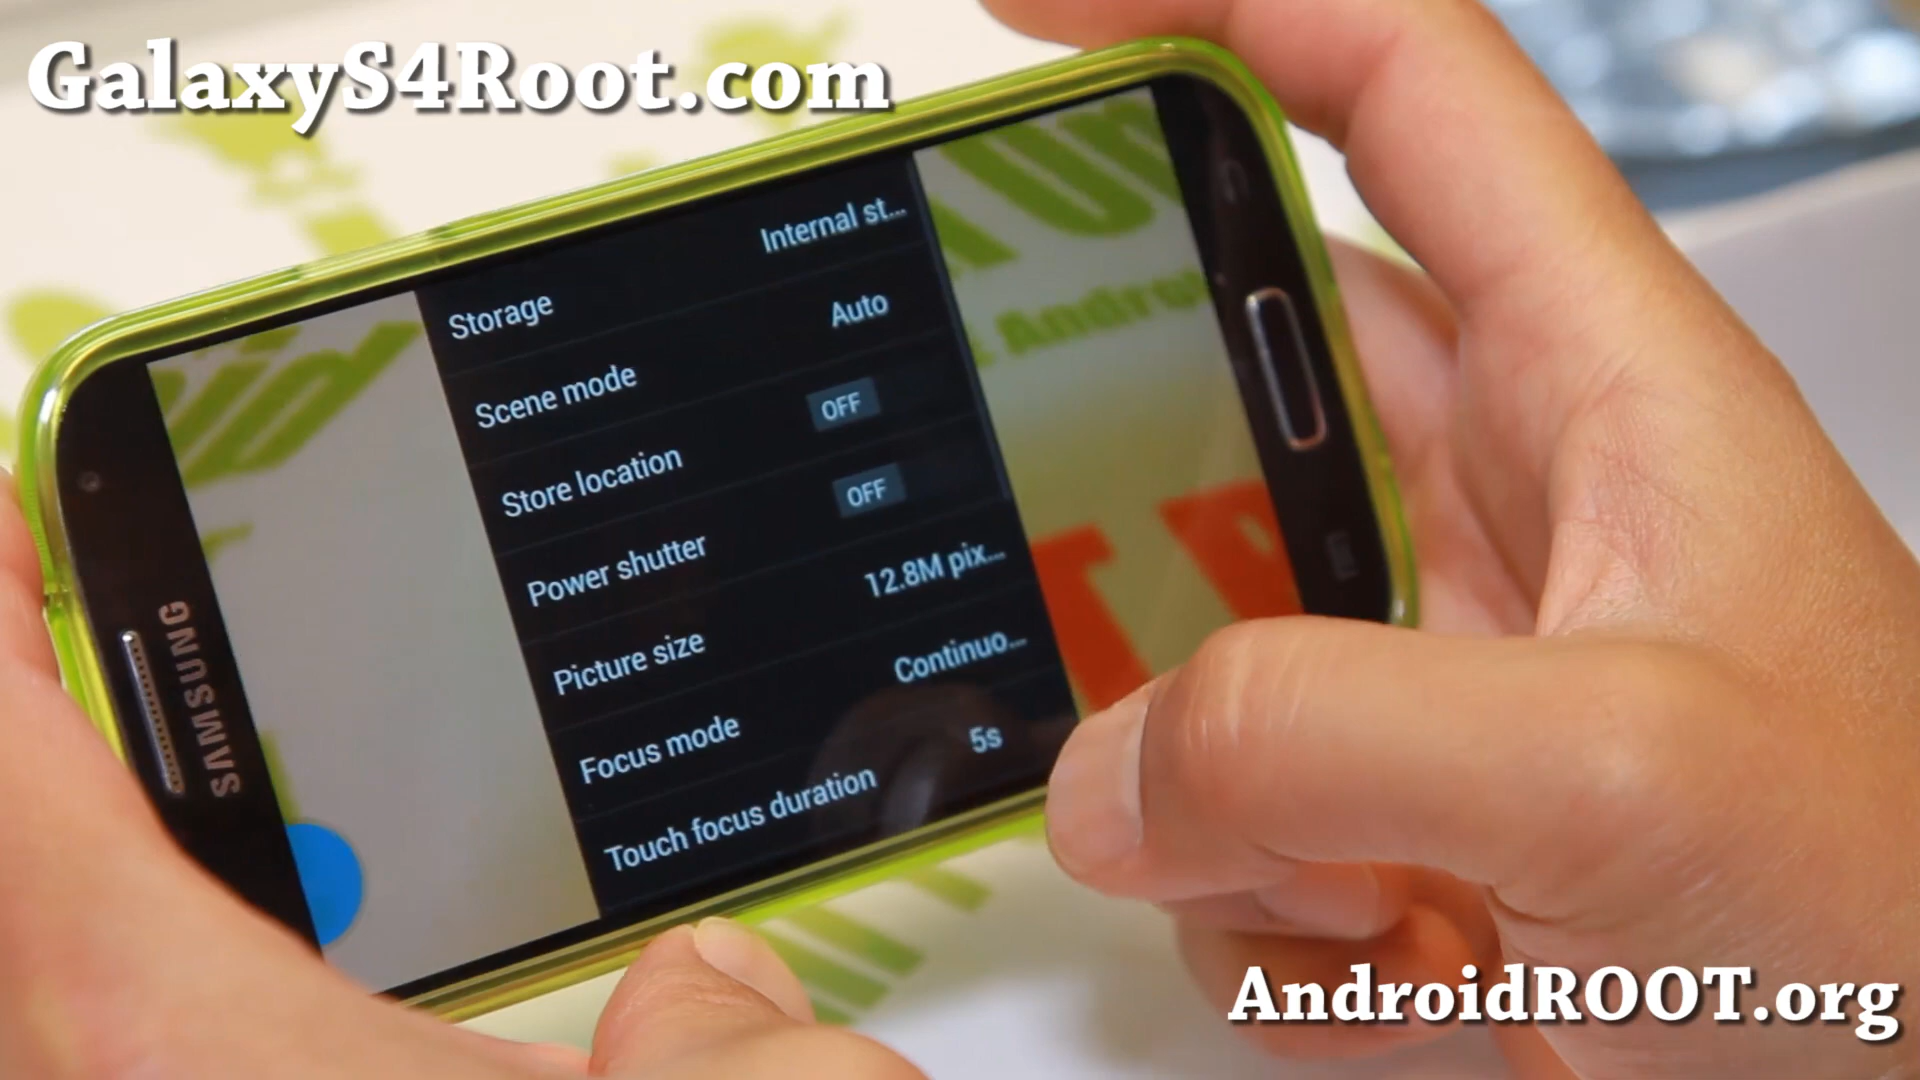 GalaxyS4Root.com
Storage Internal st...
Scene mode Auto
Store location OFF
Power shutter OFF
Picture size 12.8M pix...
Focus mode Continuo...
Touch focus duration 5s
SAMSUNG
AndroidROOT.org